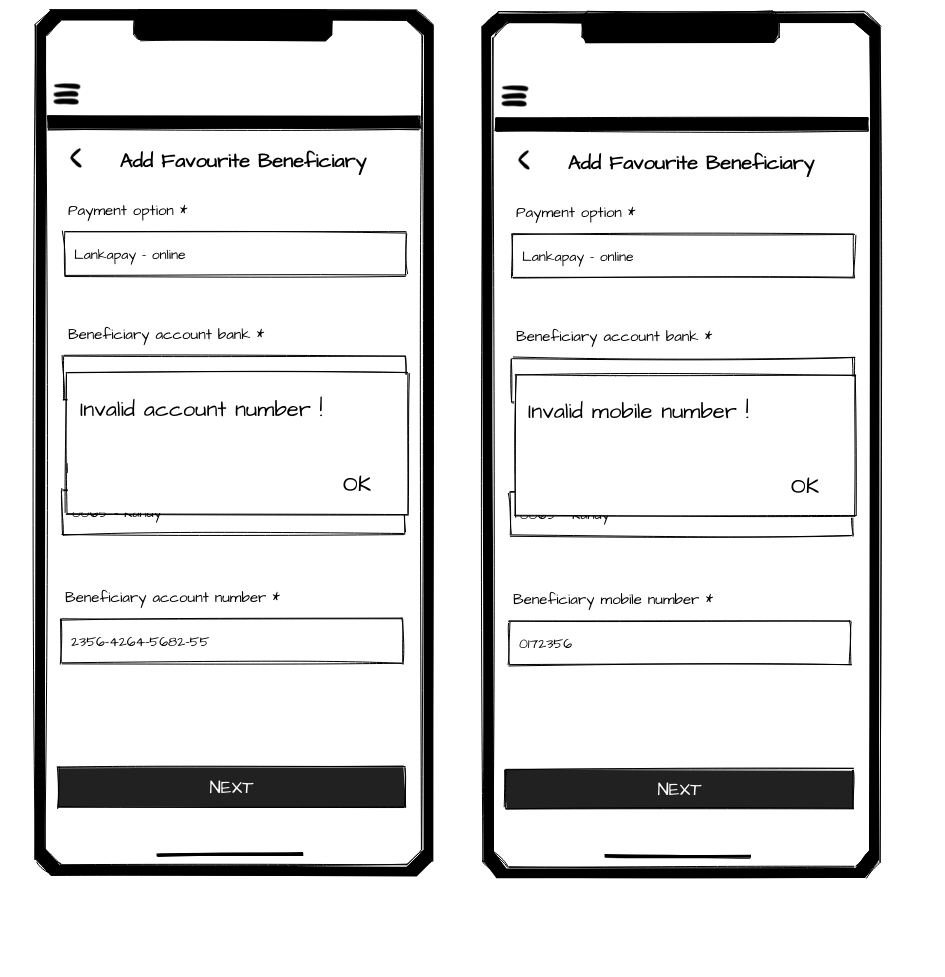 Add Favourite Beneficiary
Payment option *
Lankapay - online
Beneficiary account bank *
Invalid account number !
OK
Beneficiary account number *
2356-4264-5682-55
NEXT
Add Favourite Beneficiary
Payment option *
Lankapay - online
Beneficiary account bank *
Invalid mobile number !
OK
Beneficiary mobile number *
0172356
NEXT